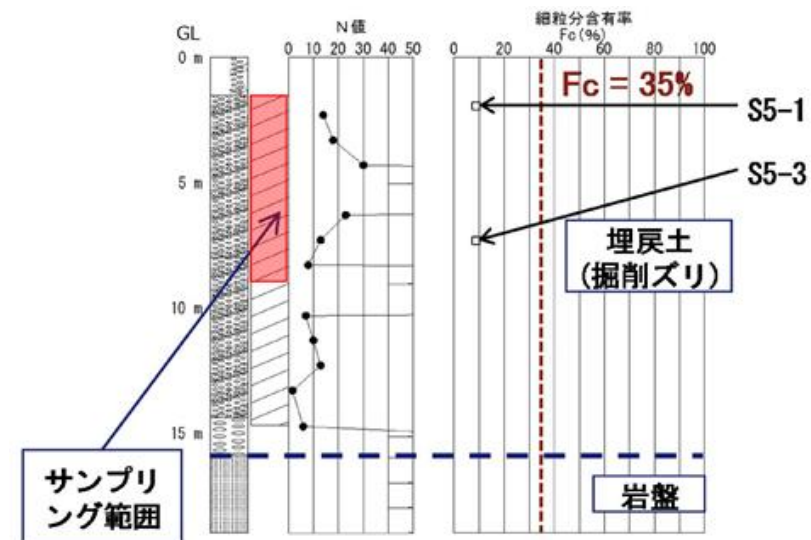 GL
N 値
0 10 20 30 40 50
細粒分含有率
Fc(%)
0 20 40 60 80 100
0 m
5 m
10 m
15 m
Fc = 35%
S5-1
S5-3
埋戻土
(掘削ズリ)
サンプリ
ング範囲
岩盤